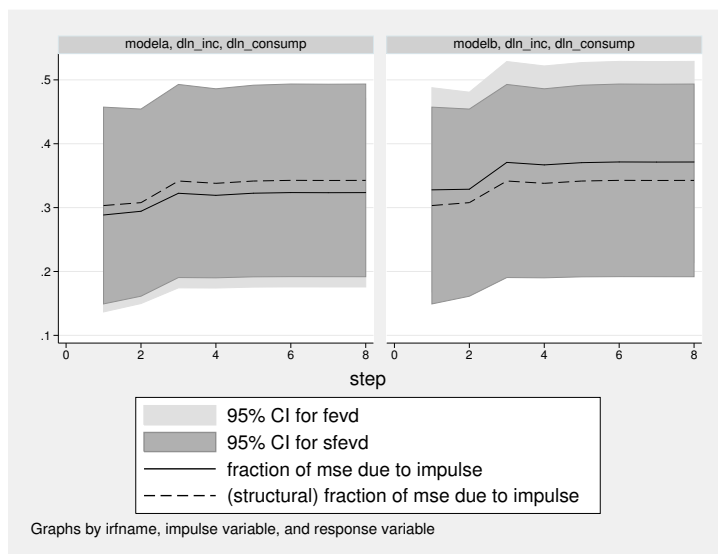 modela, dln_inc, dln_consump
modelb, dln_inc, dln_consump
.5
.4
.3
.2
.1
0 2 4 6 8
0 2 4 6 8
step
95% CI for fevd
95% CI for sfevd
fraction of mse due to impulse
(structural) fraction of mse due to impulse
Graphs by irfname, impulse variable, and response variable